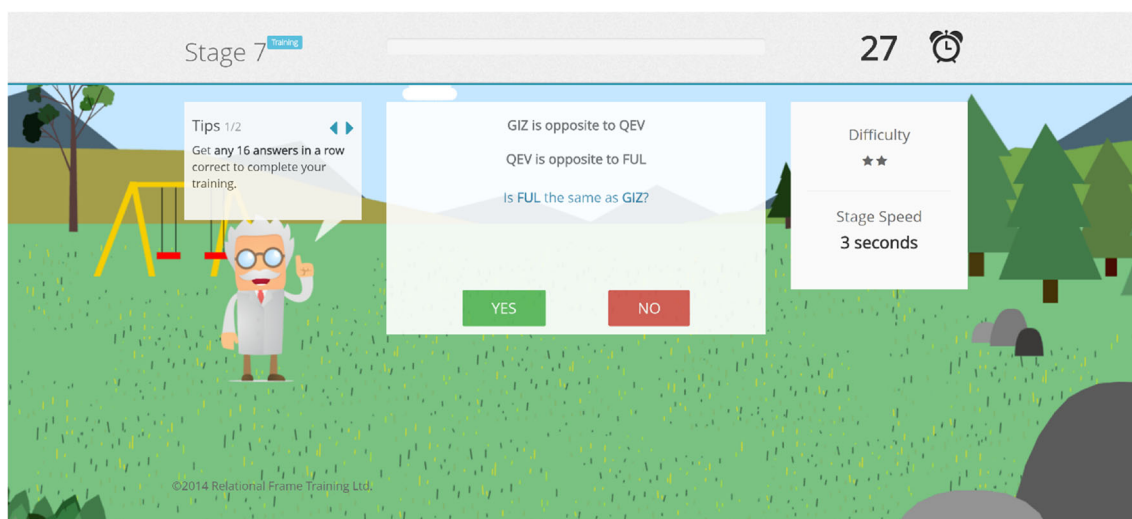 Stage 7 Training
27
Tips 1/2
Get any 16 answers in a row
correct to complete your
training.
GIZ is opposite to QEV
QEV is opposite to FUL
Is FUL the same as GIZ?
YES
NO
Difficulty
Stage Speed
3 seconds
©2014 Relational Frame Training Ltd.